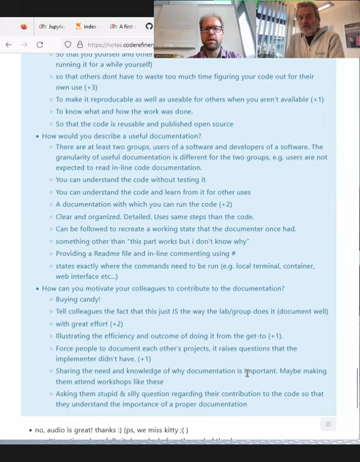 Jupyter
index
A first
https://notes.coderefiner
so that you yourself and other
running it for a while yourself)
so that others dont have to waste too much time figuring your code out for their
own use (+3)
To make it reproducable as well as useable for others when you aren't available (+1)
To know what and how the work was done.
So that the code is reusable and published open source
How would you describe a useful documentation?
There are at least two groups, users of a software and developers of a software. The
granularity of useful documentation is different for the two groups, e.g. users are not
expected to read in-line code documentation.
You can understand the code without testing it
You can understand the code and learn from it for other uses
A documentation with which you can run the code (+2)
Clear and organized. Detailed. Uses same steps than the code.
Can be followed to recreate a working state that the documenter once had.
something other than "this part works but i don't know why"
Providing a Readme file and in-line commenting using #
states exactly where the commands need to be run (e.g. local terminal, container,
web interface etc...)
How can you motivate your colleagues to contribute to the documentation?
Buying candy!
Tell colleagues the fact that this just IS the way the lab/group does it (document well)
with great effort (+2)
Illustrating the efficiency and outcome of doing it from the get-to (+1).
Force people to document each other's projects, it raises questions that the
implementer didn't have. (+1)
Sharing the need and knowledge of why documentation is important. Maybe making
them attend workshops like these
Asking them stupid & silly question regarding their contribution to the code so that
they understand the importance of a proper documentation
no, audio is great! thanks :) (ps, we miss kitty ;( )